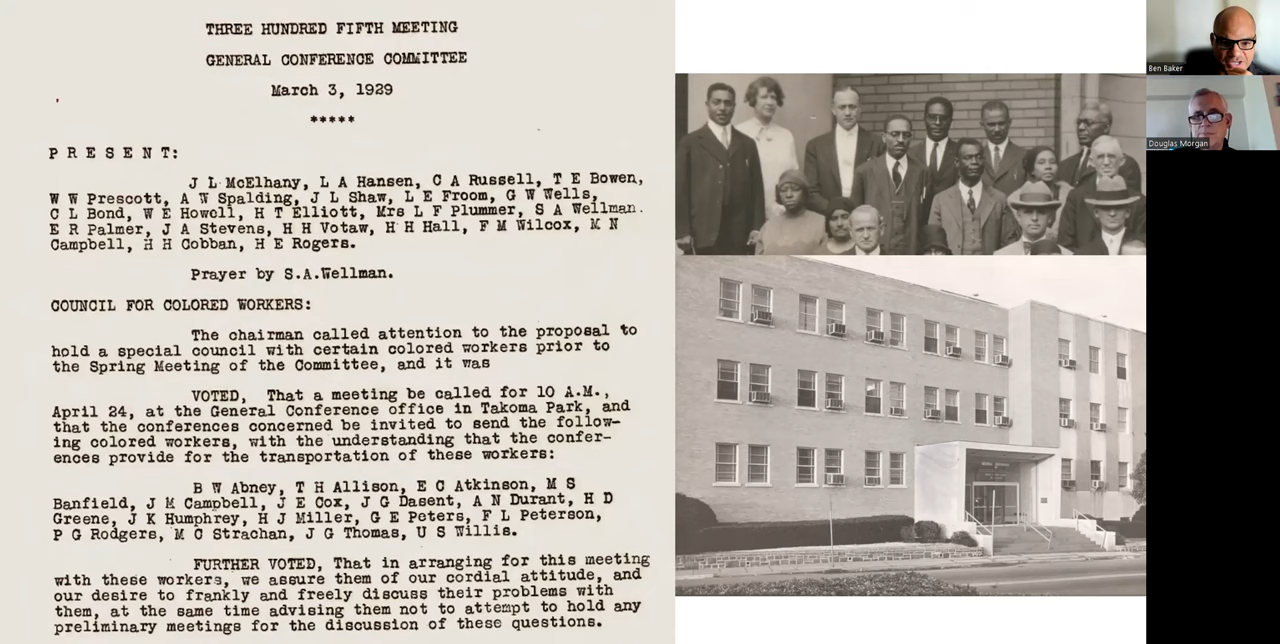 THREE HUNDRED FIFTH MEETING
GENERAL CONFERENCE COMMITTEE
March 3, 1929
*****
P R E S E N T:
J L McElhany, L A Hansen, C A Russell, T E Bowen,
W W Prescott, A W Spalding, J L Shaw, L E Froom, G W Wells,
C L Bond, W E Howell, H T Elliott, Mrs L F Plummer, S A Wellman.
E R Palmer, J A Stevens, H H Votaw, H H Hall, F M Wilcox, M N
Campbell, H H Cobban, H E Rogers.
Prayer by S.A.Wellman.
COUNCIL FOR COLORED WORKERS:
The chairman called attention to the proposal to
hold a special council with certain colored workers prior to
the Spring Meeting of the Committee, and it was
VOTED, That a meeting be called for 10 A.M.,
April 24, at the General Conference office in Takoma Park, and
that the conferences concerned be invited to send the follow-
ing colored workers, with the understanding that the confer-
ences provide for the transportation of these workers:
B W Abney, T H Allison, E C Atkinson, M S
Banfield, J M Campbell, J E Cox, J G Dasent, A N Durant, H D
Greene, J K Humphrey, H J Miller, G E Peters, F L Peterson,
P G Rodgers, M C Strachan, J G Thomas, U S Willis.
FURTHER VOTED, That in arranging for this meeting
with these workers, we assure them of our cordial attitude, and
our desire to frankly and freely discuss their problems with
them, at the same time advising them not to attempt to hold any
preliminary meetings for the discussion of these questions.
Ben Baker
Douglas Morgan